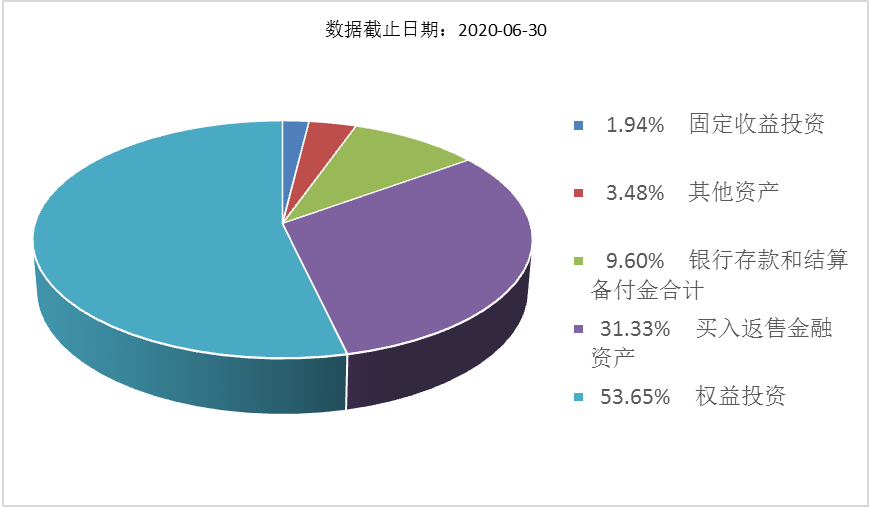 数据截止日期：2020-06-30
1.94% 固定收益投资
3.48% 其他资产
9.60% 银行存款和结算
备付金合计
31.33% 买入返售金融
资产
53.65% 权益投资